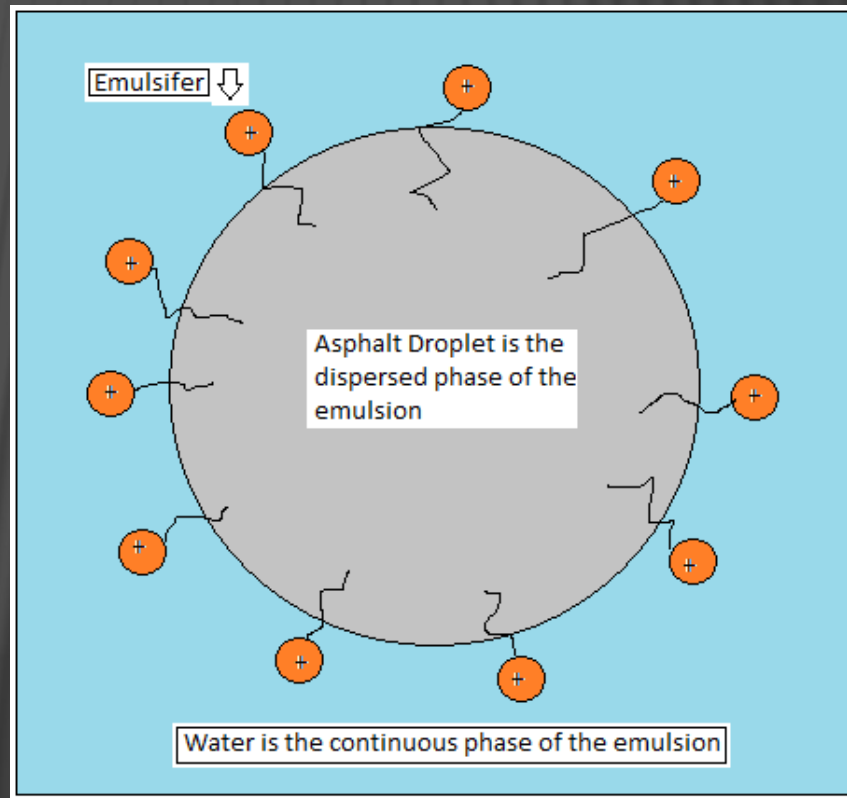 Emulsifer
+
+
+
+
+
+
+
+
+
+
Asphalt Droplet is the
dispersed phase of the
emulsion
Water is the continuous phase of the emulsion